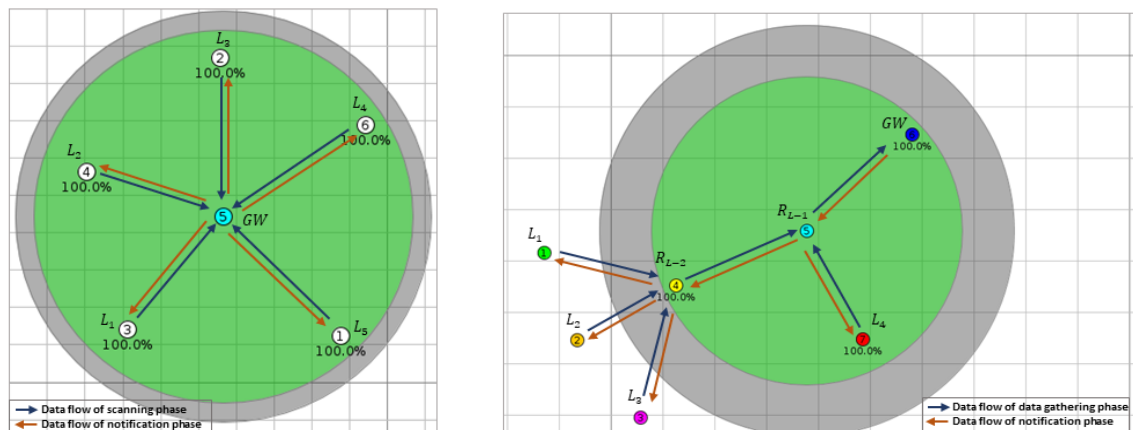 L₃
2
100.0%
L₄
6
100.0%
L₂
4
100.0%
5
GW
L₁
3
100.0%
L₅
1
100.0%
Data flow of scanning phase
Data flow of notification phase
GW
100.0%
R_{L-1}
5
L₁
1
R_{L-2}
4
100.0%
L₂
2
L₄
7
100.0%
L₃
3
Data flow of data gathering phase
Data flow of notification phase